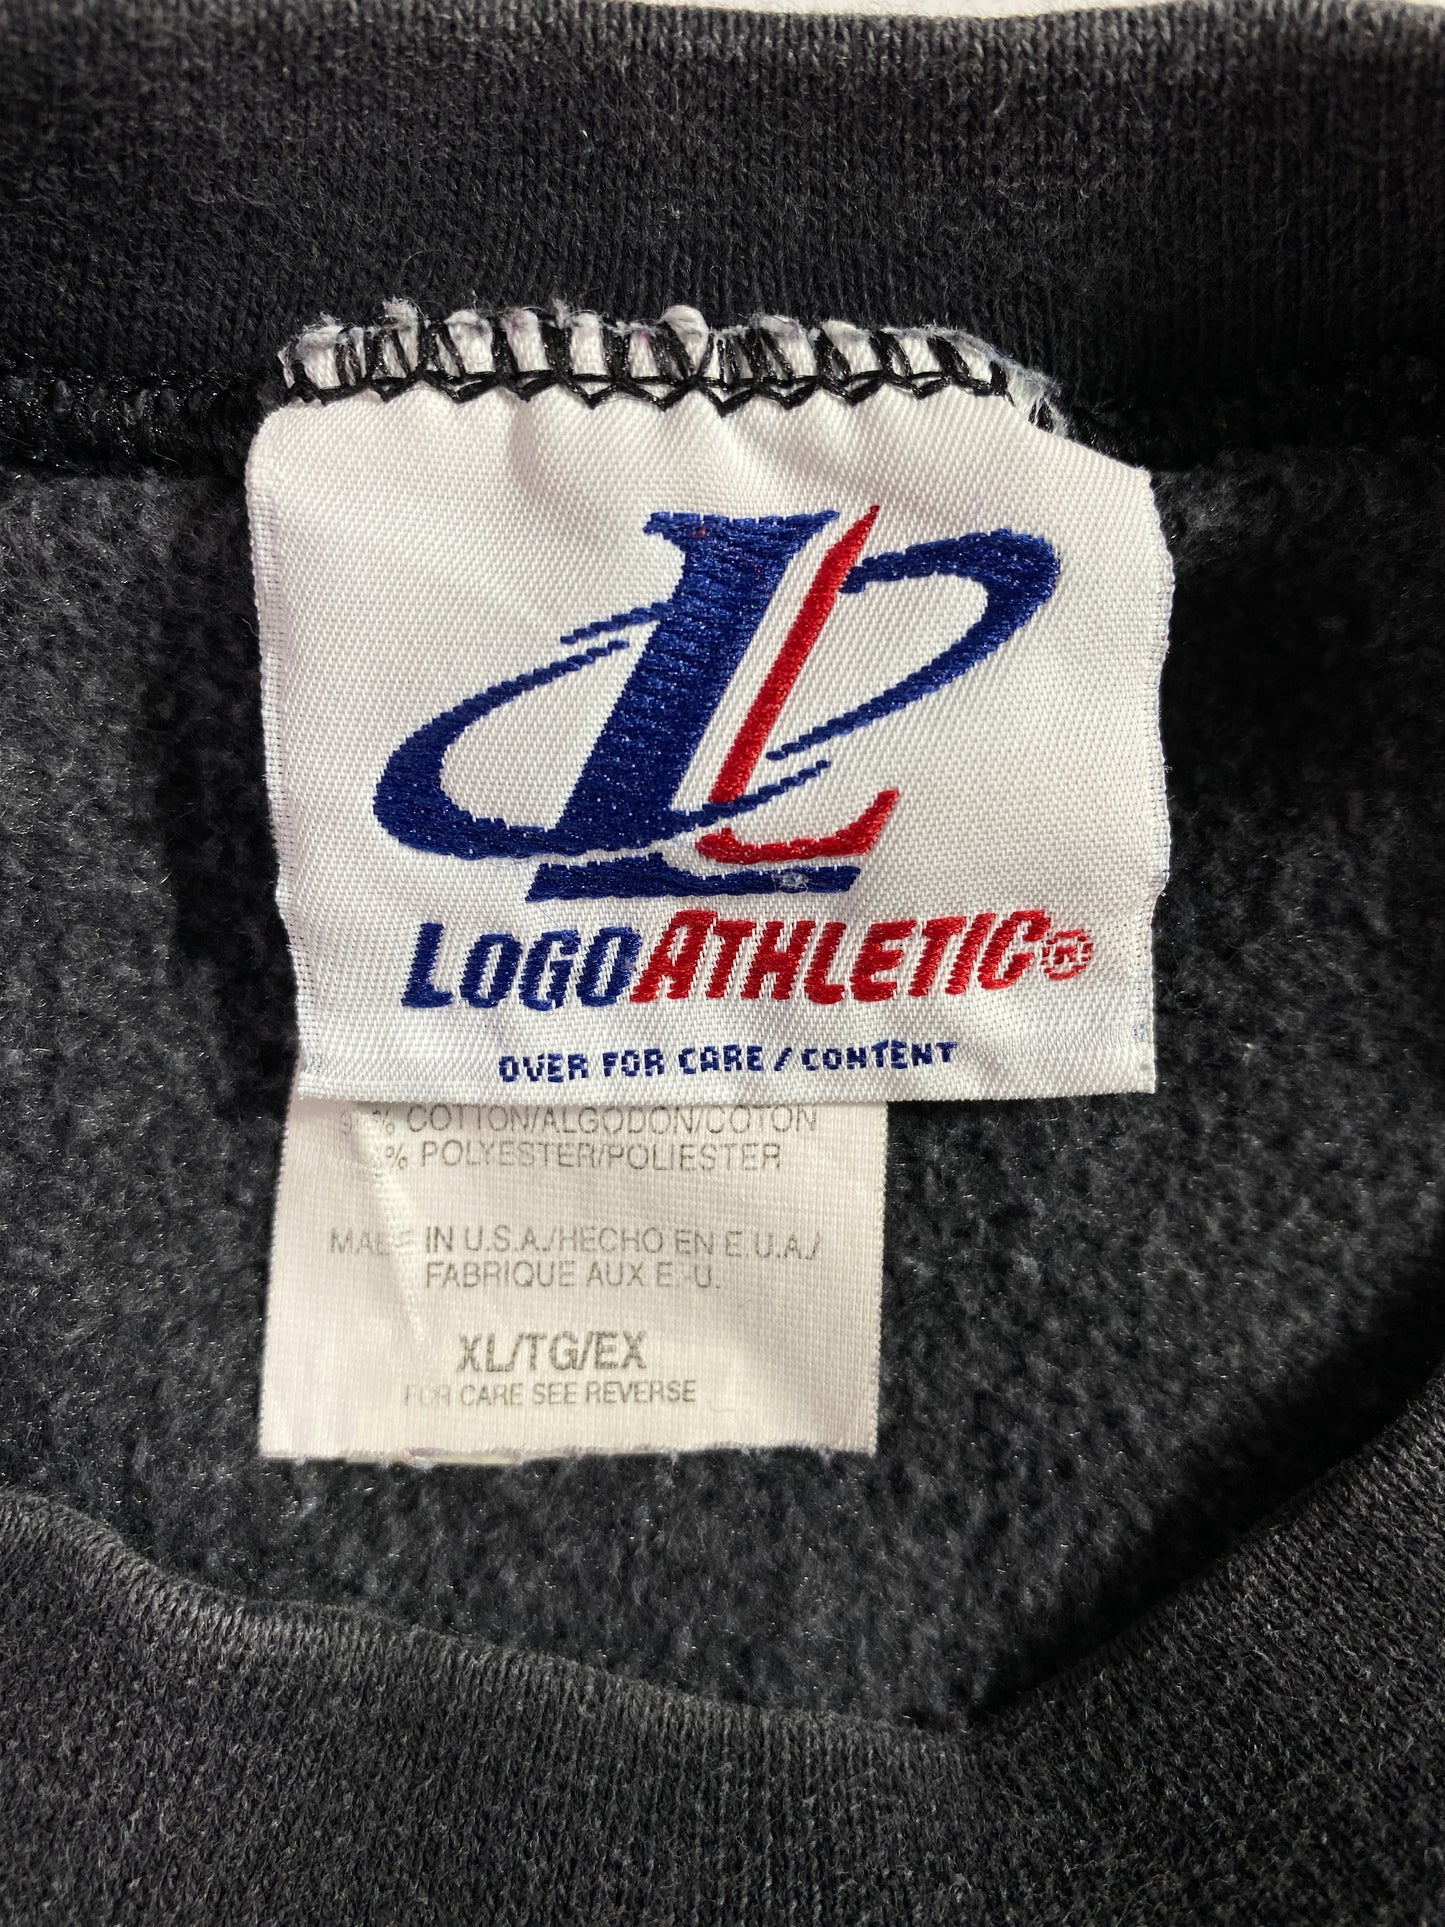 LOGOATHLETIC®
OVER FOR CARE / CONTENT
% COTTON/ALGODON/COTON
% POLYESTER/POLIESTER
MADE IN U.S.A./HECHO EN E.U.A./
FABRIQUE AUX E.-U.
XL/TG/EX
FOR CARE SEE REVERSE